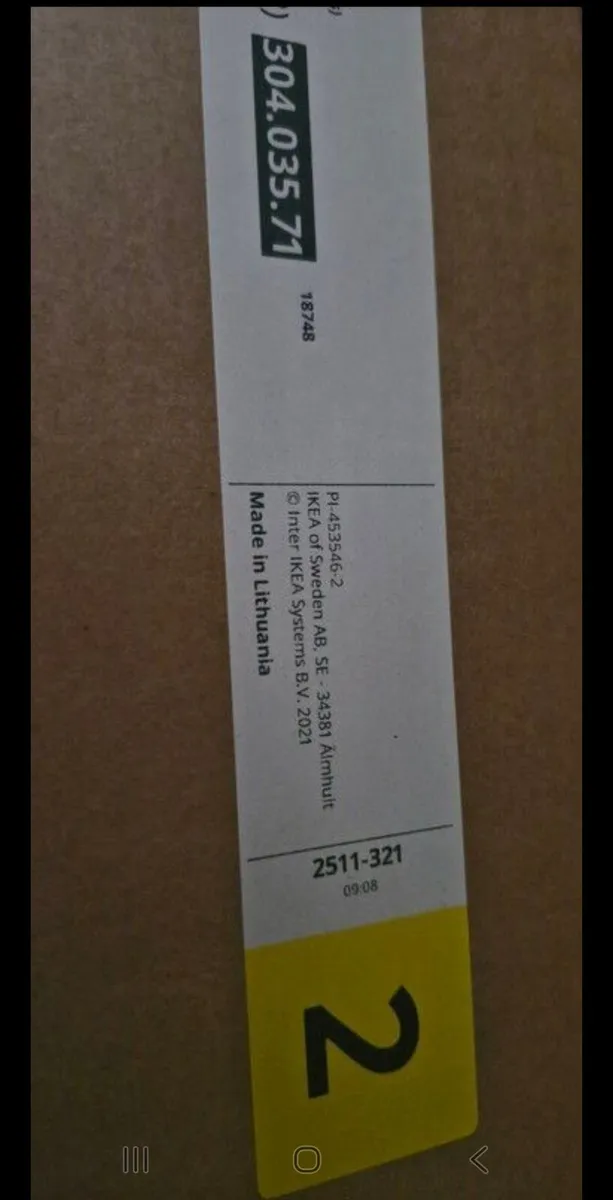 304.035.71
18748
PI-453546-2
IKEA of Sweden AB, SE - 34381 Älmhult
© Inter IKEA Systems B.V. 2021
Made in Lithuania
2511-321
09:08
2